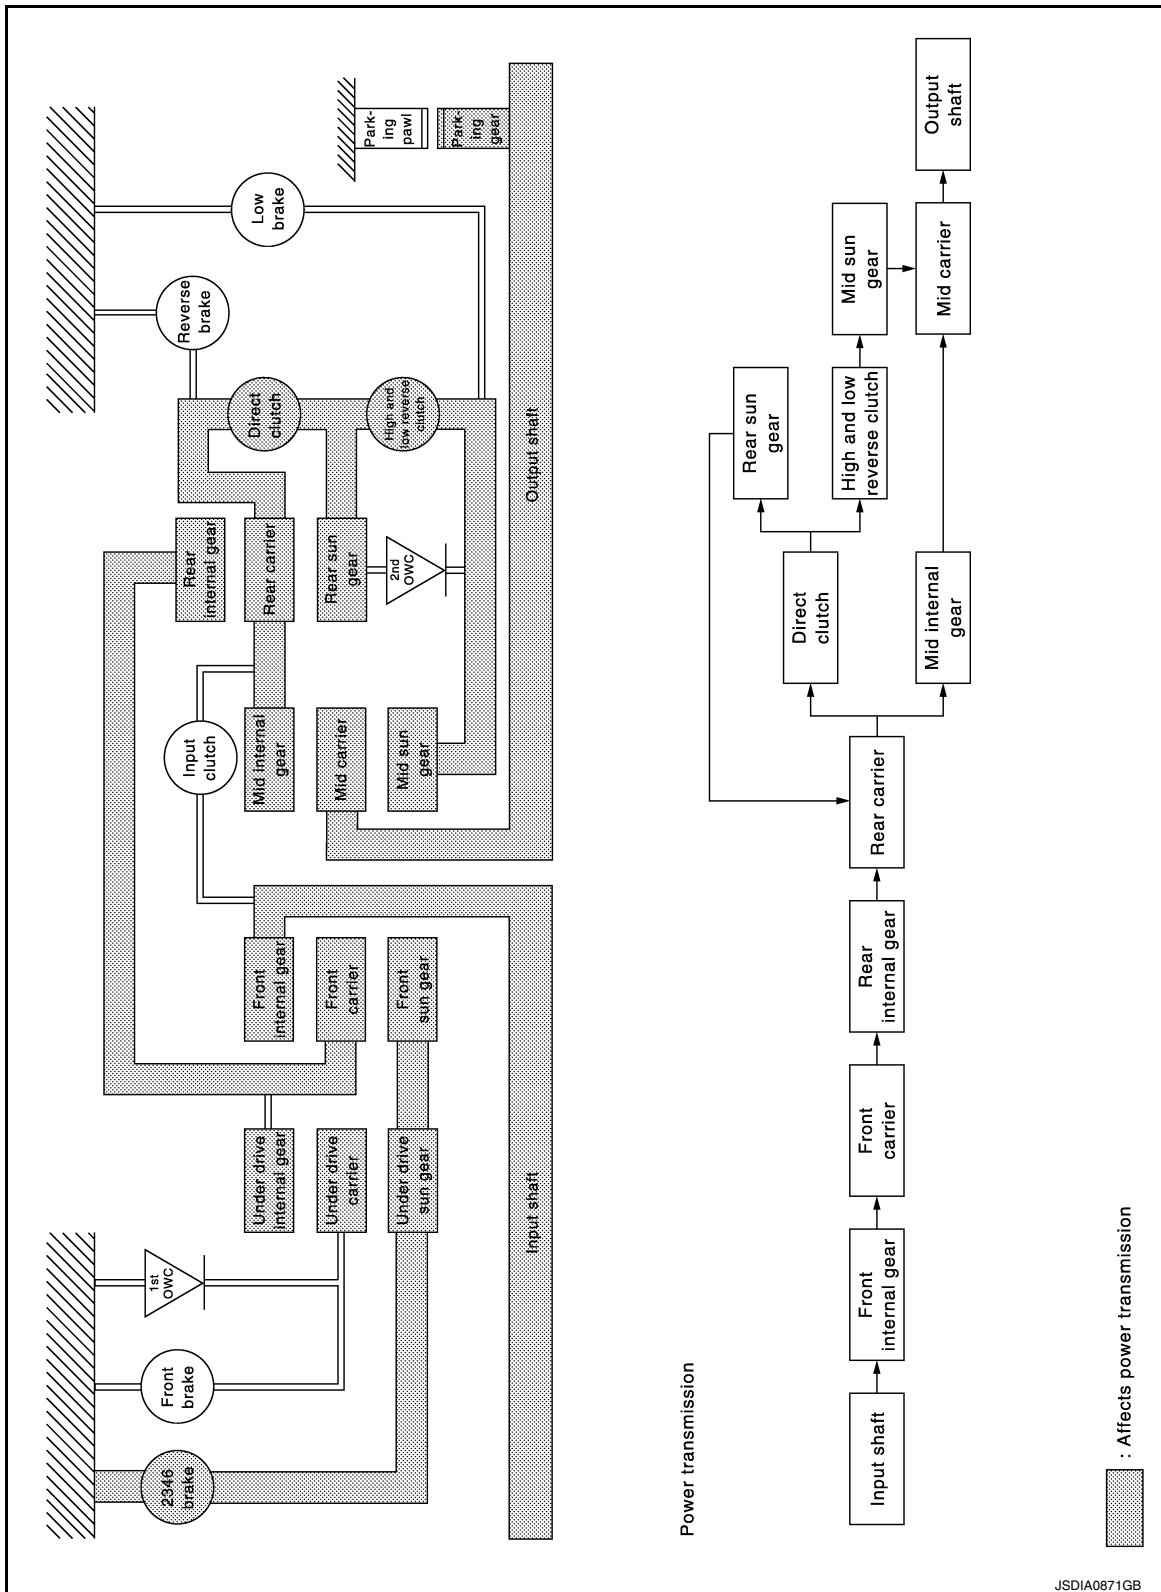 2346
brake
Front
brake
1st
OWC
Under drive
internal gear
Under drive
carrier
Under drive
sun gear
Front
internal gear
Front
carrier
Front
sun gear
Input shaft
Input
clutch
Mid internal
gear
Mid carrier
Mid sun
gear
Rear
internal gear
Rear carrier
Rear sun
gear
2nd
OWC
Direct
clutch
High and
low reverse
clutch
Reverse
brake
Low
brake
Park-
ing
pawl
Park-
ing
gear
Output shaft
Power transmission
Input shaft
Front
internal gear
Front
carrier
Rear
internal gear
Rear carrier
Direct
clutch
Rear sun
gear
High and low
reverse clutch
Mid sun
gear
Mid internal
gear
Mid carrier
Output
shaft
: Affects power transmission
JSDIA0871GB